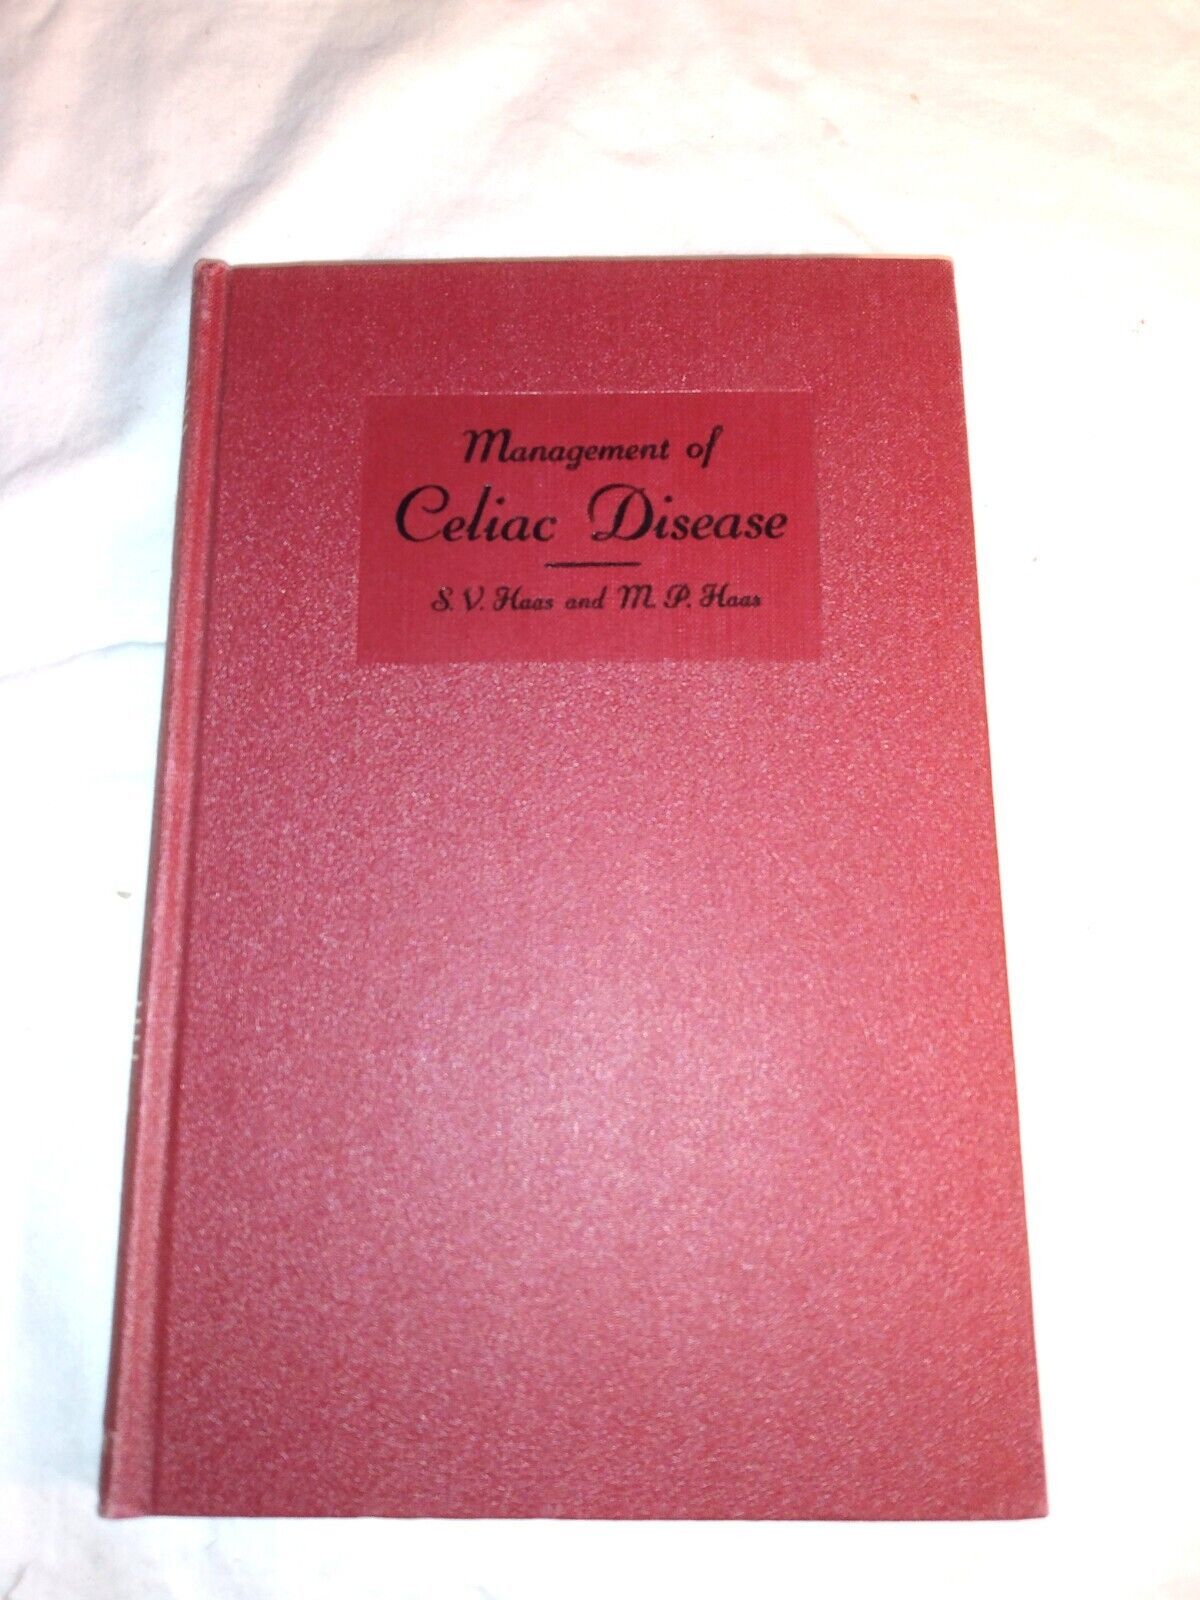 Management of
Celiac Disease
S. V. Haas and M. P. Haas